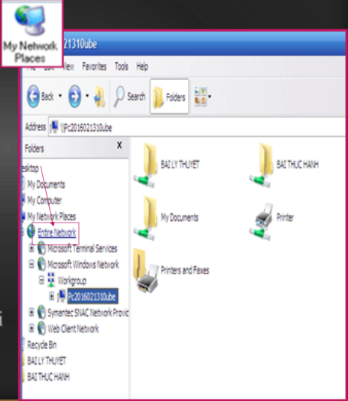 My Network
Places
21310ube
View Favorites Tools Help
Back Search Folders
Address \\Pc2016021310ube
Folders X
Desktop
My Documents
My Computer
My Network Places
Entire Network
Microsoft Terminal Services
Microsoft Windows Network
Workgroup
Pc2016021310ube
Symantec SNAC Network Provic
Web Client Network
Recycle Bin
BAI LY THUYET
BAI THUC HANH
BAI LY THUYET
BAI THUC HANH
My Documents
Printer
Printers and Faxes
i